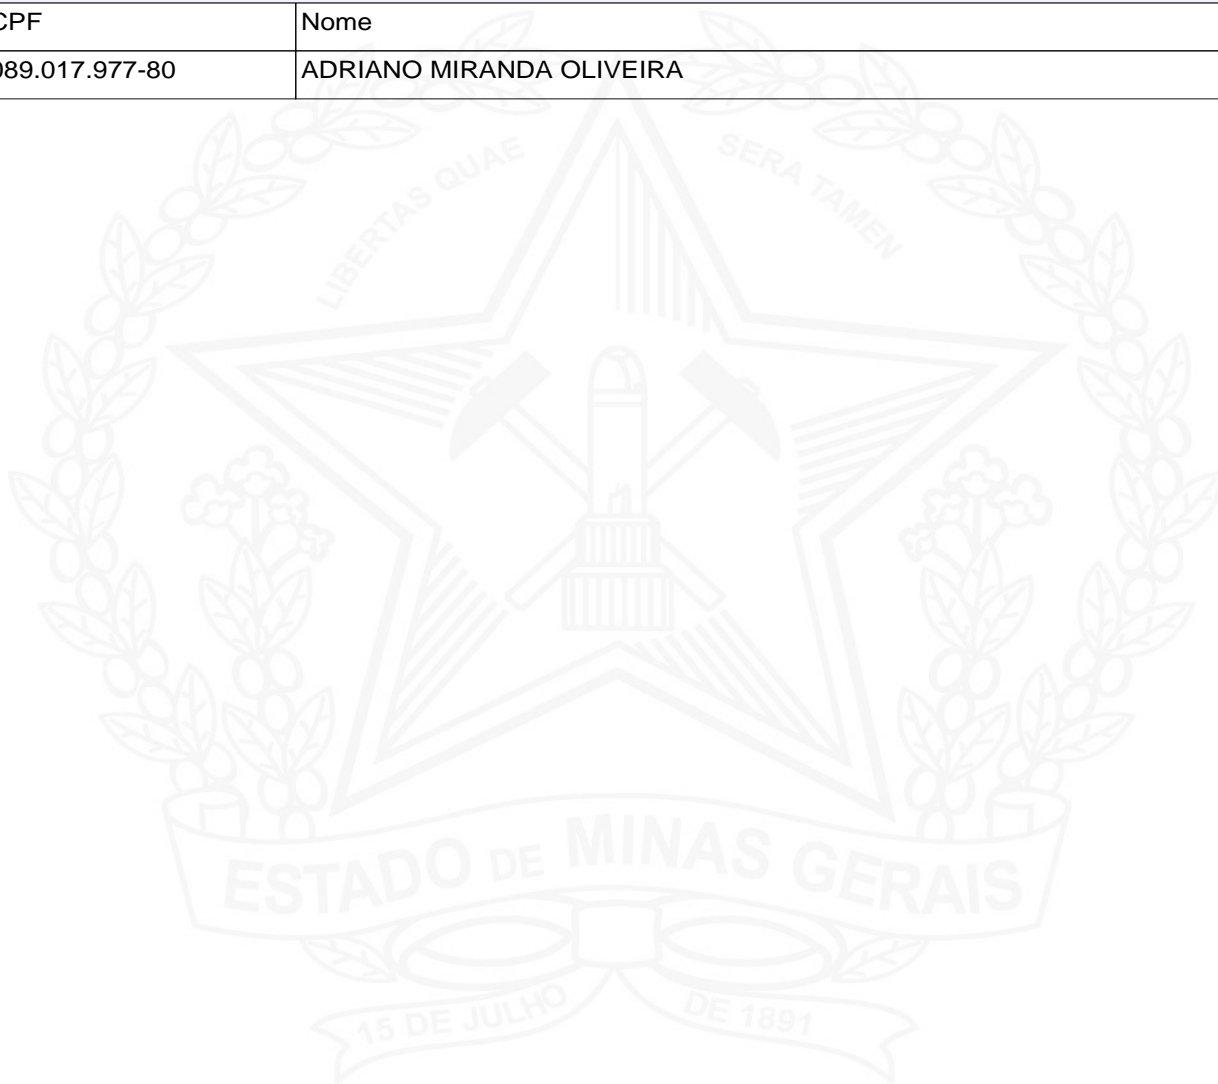 CPF Nome
089.017.977-80 ADRIANO MIRANDA OLIVEIRA
LIBERTAS QUAE SERA TAMEN
ESTADO DE MINAS GERAIS
15 DE JULHO DE 1891